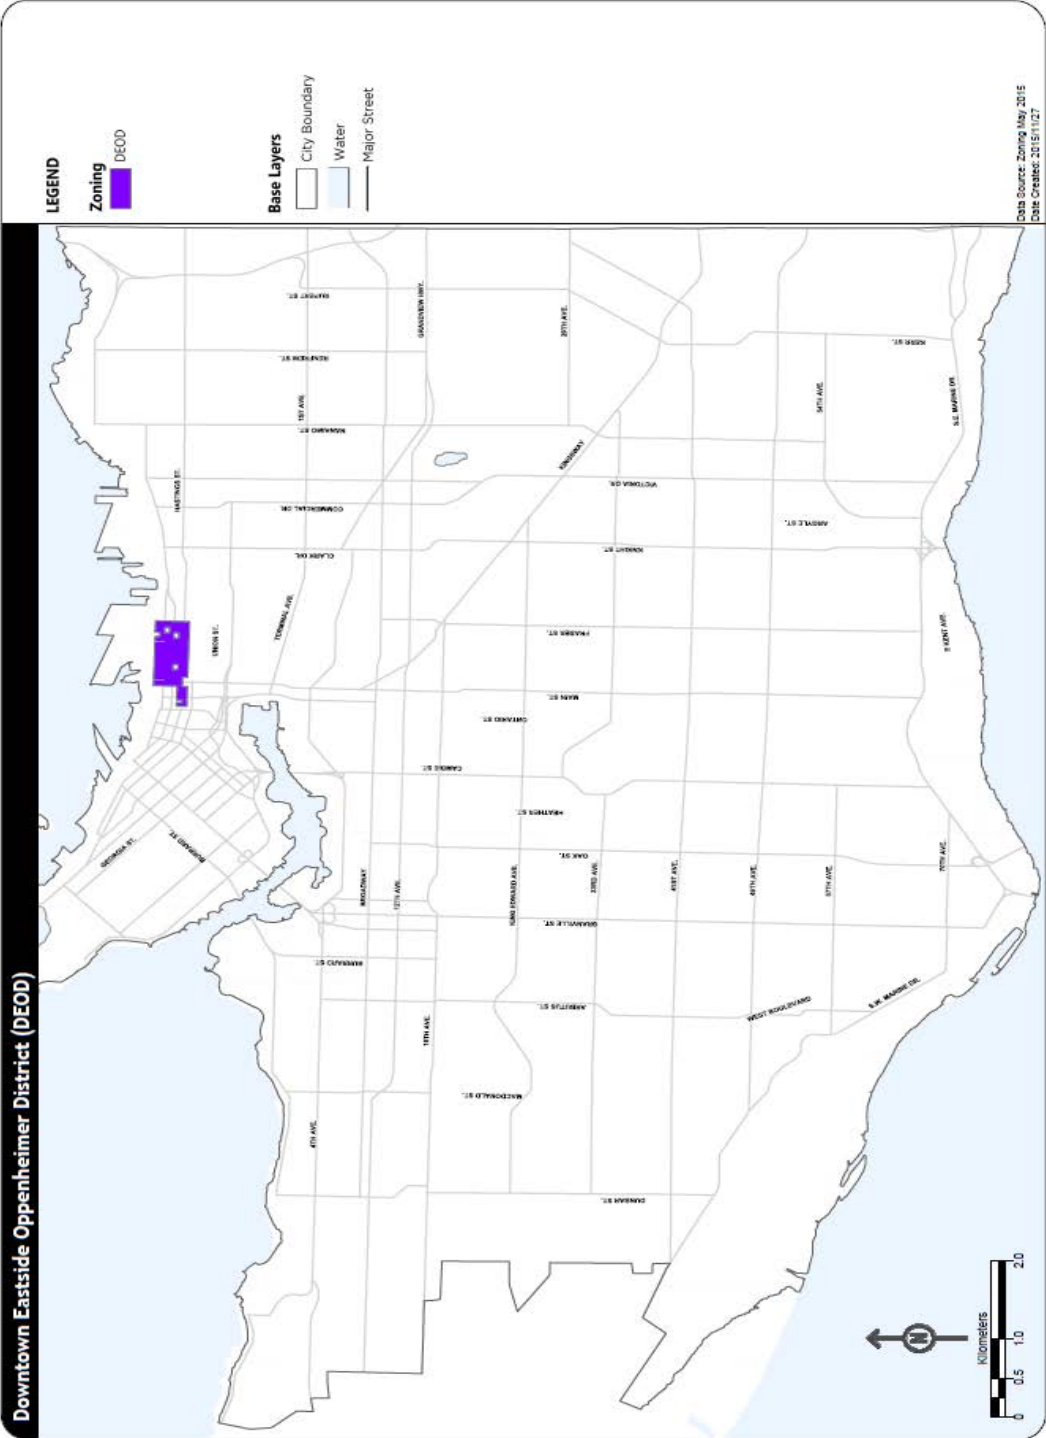 Downtown Eastside Oppenheimer District (DEOD)
LEGEND
Zoning
DEOD
Base Layers
City Boundary
Water
Major Street
Data Source: Zoning May 2015
Date Created: 2015/11/27
GEORGIA ST.
BURRARD ST.
HASTINGS ST.
UNION ST.
TERMINAL AVE.
1ST AVE.
RUPERT ST.
RENFREW ST.
NANAIMO ST.
COMMERCIAL DR.
CLARK DR.
GRANDVIEW HWY.
4TH AVE.
BURRARD ST.
BROADWAY
12TH AVE.
16TH AVE.
CAMBIE ST.
ONTARIO ST.
MAIN ST.
FRASER ST.
KNIGHT ST.
VICTORIA DR.
KINGSWAY
29TH AVE.
MACDONALD ST.
KING EDWARD AVE.
ARBUTUS ST.
GRANVILLE ST.
OAK ST.
HEATHER ST.
33RD AVE.
DUNBAR ST.
41ST AVE.
49TH AVE.
WEST BOULEVARD
57TH AVE.
ARGYLE ST.
54TH AVE.
KERR ST.
S.W. MARINE DR.
70TH AVE.
E KENT AVE.
S.E. MARINE DR.
N
Kilometers
0 0.5 1.0 2.0